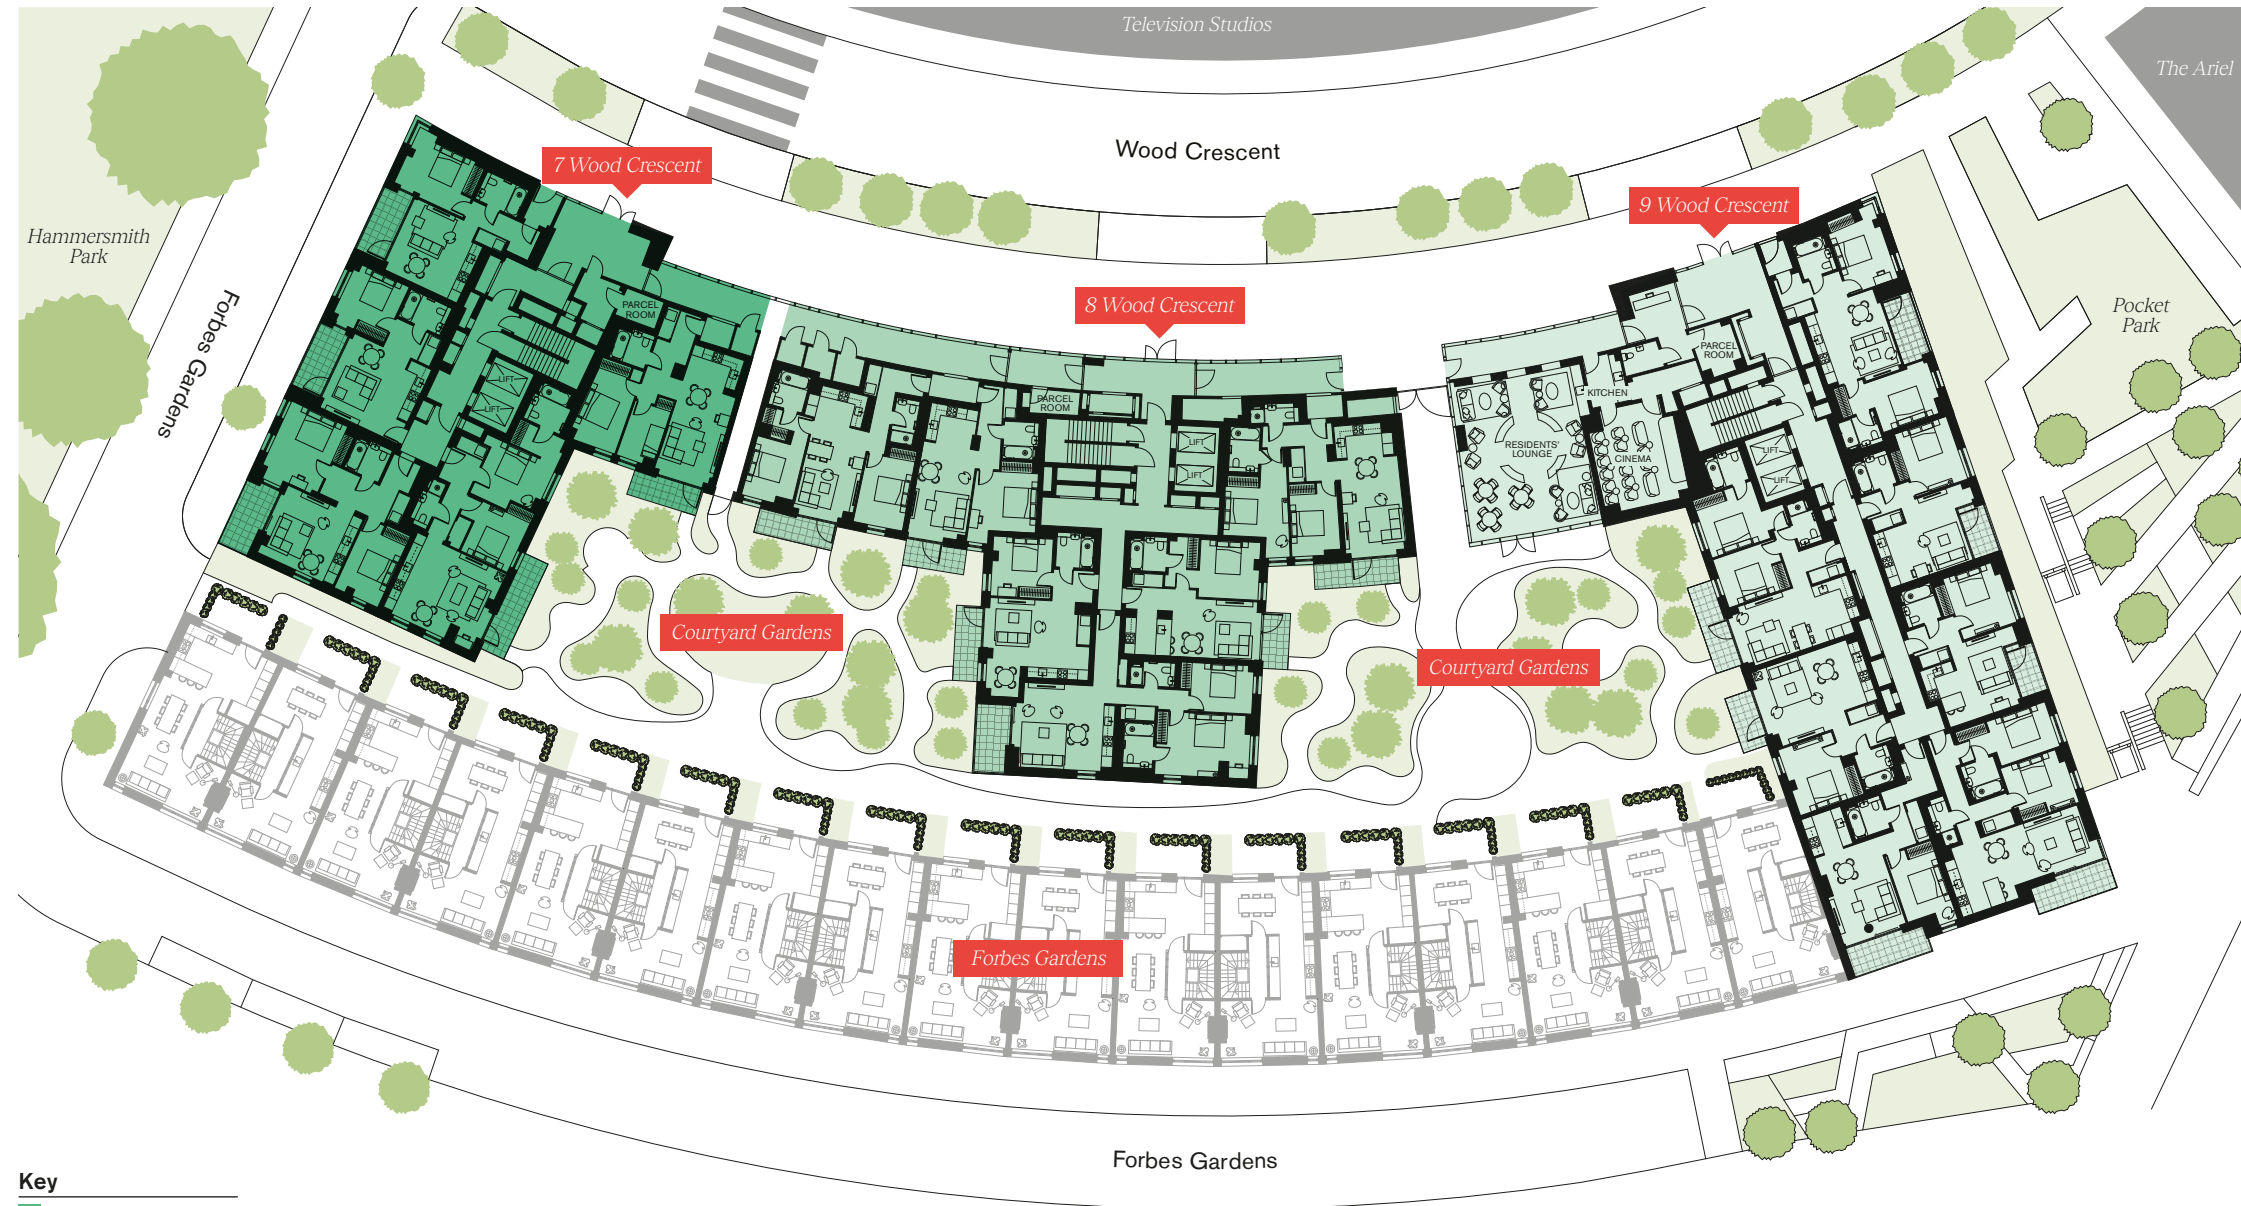 Television Studios
The Ariel
Wood Crescent
7 Wood Crescent
9 Wood Crescent
Hammersmith
Park
Forbes Gardens
8 Wood Crescent
Pocket
Park
PARCEL
ROOM
LIFT
LIFT
PARCEL
ROOM
LIFT
LIFT
PARCEL
ROOM
KITCHEN
RESIDENTS'
LOUNGE
CINEMA
LIFT
LIFT
Courtyard Gardens
Courtyard Gardens
Forbes Gardens
Forbes Gardens
Key